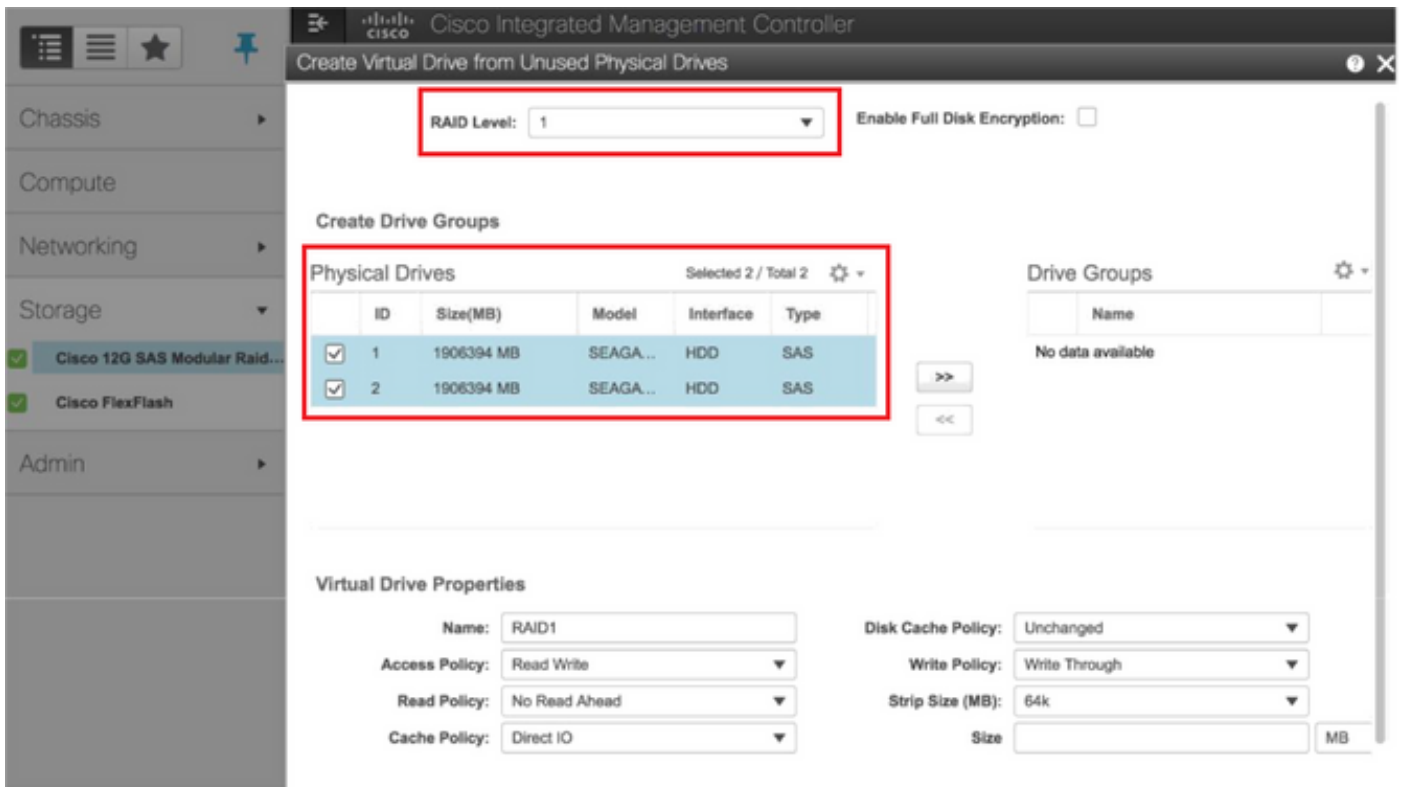 cisco Cisco Integrated Management Controller
Create Virtual Drive from Unused Physical Drives
Chassis
Compute
Networking
Storage
Cisco 12G SAS Modular Raid...
Cisco FlexFlash
Admin
RAID Level: 1
Enable Full Disk Encryption:
Create Drive Groups
Physical Drives Selected 2 / Total 2
ID Size(MB) Model Interface Type
1 1906394 MB SEAGA... HDD SAS
2 1906394 MB SEAGA... HDD SAS
>>
<<
Drive Groups
Name
No data available
Virtual Drive Properties
Name: RAID1
Access Policy: Read Write
Read Policy: No Read Ahead
Cache Policy: Direct IO
Disk Cache Policy: Unchanged
Write Policy: Write Through
Strip Size (MB): 64k
Size MB